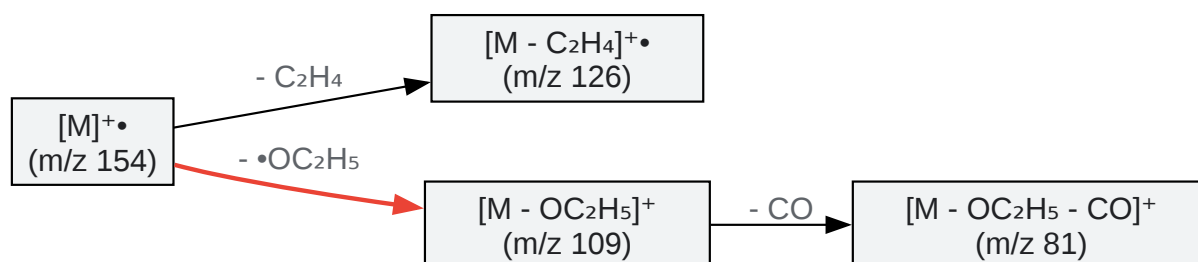 [M - C₂H₄]⁺•
(m/z 126)
- C₂H₄
[M]⁺•
(m/z 154)
- •OC₂H₅
[M - OC₂H₅]⁺
(m/z 109)
- CO
[M - OC₂H₅ - CO]⁺
(m/z 81)